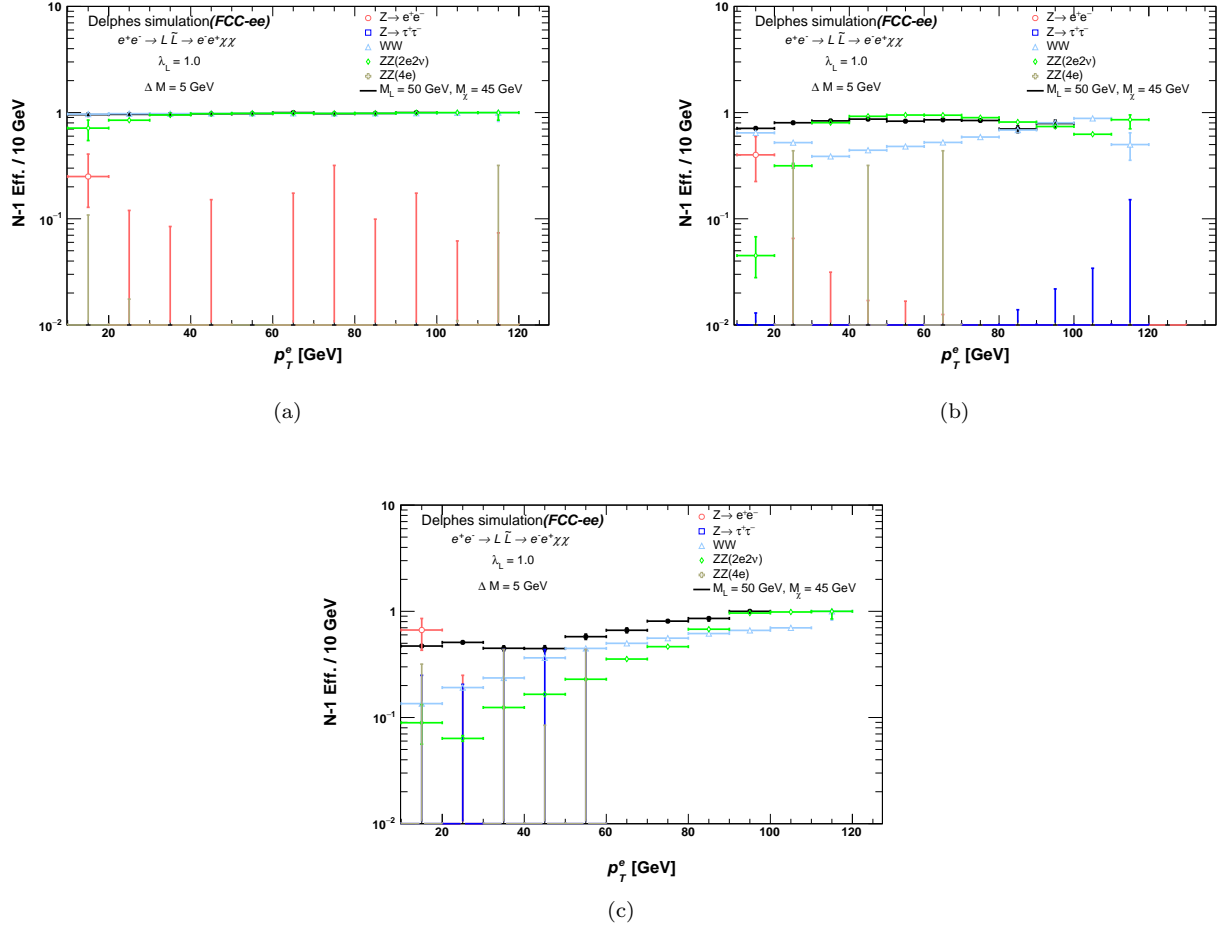 10
1
10⁻¹
10⁻²
N-1 Eff. / 10 GeV
Delphes simulation(FCC-ee)
e⁺e⁻ → L L̃ → e⁻e⁺χχ
λ_L = 1.0
Δ M = 5 GeV
Z→ e⁺e⁻
Z→ τ⁺τ⁻
WW
ZZ(2e2ν)
ZZ(4e)
M_L = 50 GeV, M_χ = 45 GeV
20 40 60 80 100 120
p_T^e [GeV]
(a)
10
1
10⁻¹
10⁻²
N-1 Eff. / 10 GeV
Delphes simulation(FCC-ee)
e⁺e⁻ → L L̃ → e⁻e⁺χχ
λ_L = 1.0
Δ M = 5 GeV
Z→ e⁺e⁻
Z→ τ⁺τ⁻
WW
ZZ(2e2ν)
ZZ(4e)
M_L = 50 GeV, M_χ = 45 GeV
20 40 60 80 100 120
p_T^e [GeV]
(b)
10
1
10⁻¹
10⁻²
N-1 Eff. / 10 GeV
Delphes simulation(FCC-ee)
e⁺e⁻ → L L̃ → e⁻e⁺χχ
λ_L = 1.0
Δ M = 5 GeV
Z→ e⁺e⁻
Z→ τ⁺τ⁻
WW
ZZ(2e2ν)
ZZ(4e)
M_L = 50 GeV, M_χ = 45 GeV
20 40 60 80 100 120
p_T^e [GeV]
(c)